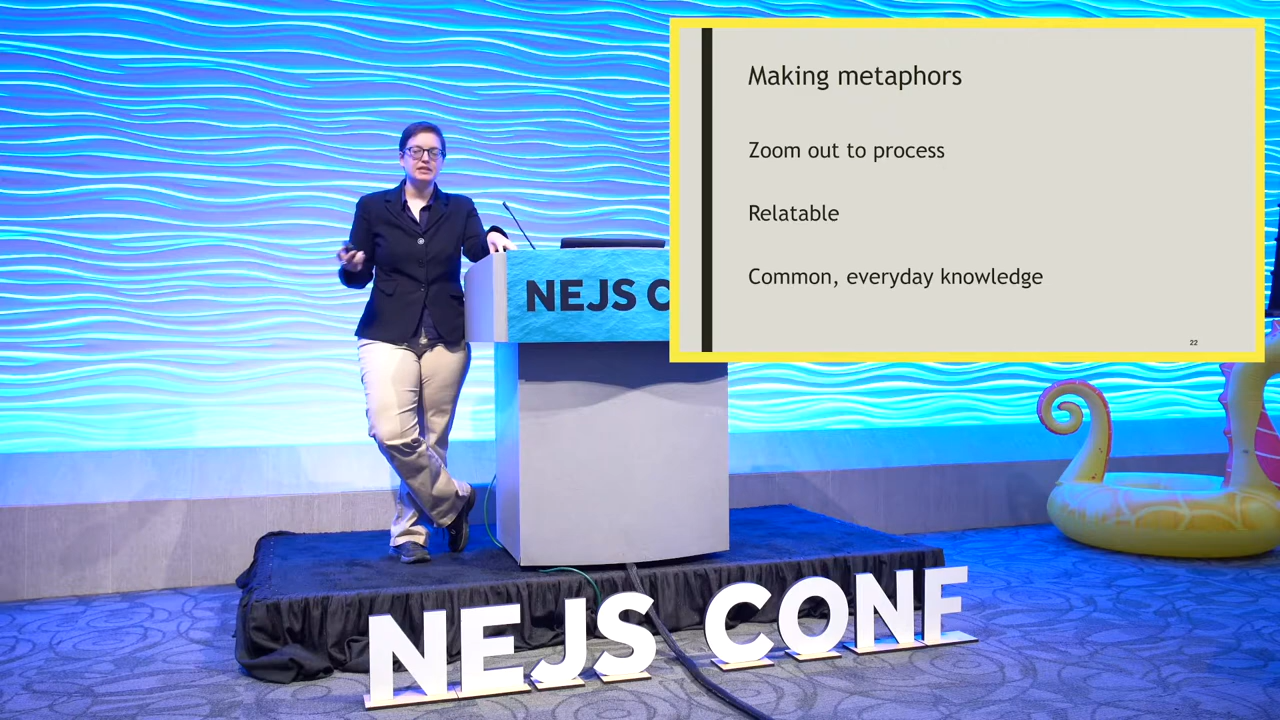 Making metaphors
Zoom out to process
Relatable
Common, everyday knowledge
22
NEJS C
NEJS CONF